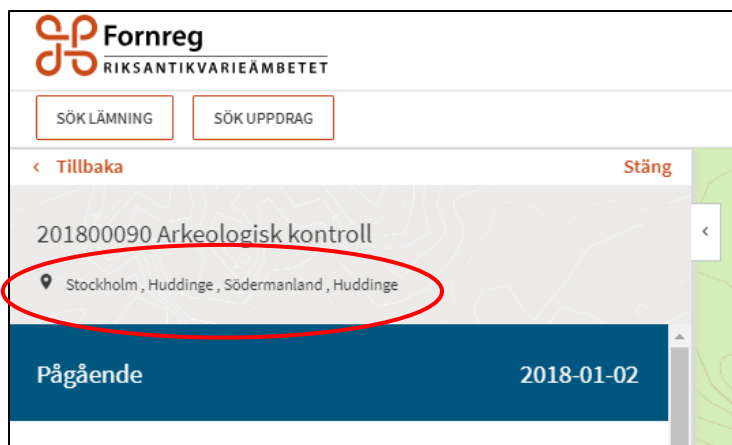 Fornreg
RIKSANTIKVARIEÄMBETET
SÖK LÄMNING SÖK UPPDRAG
‹ Tillbaka Stäng
201800090 Arkeologisk kontroll
Stockholm , Huddinge , Södermanland , Huddinge
Pågående 2018-01-02